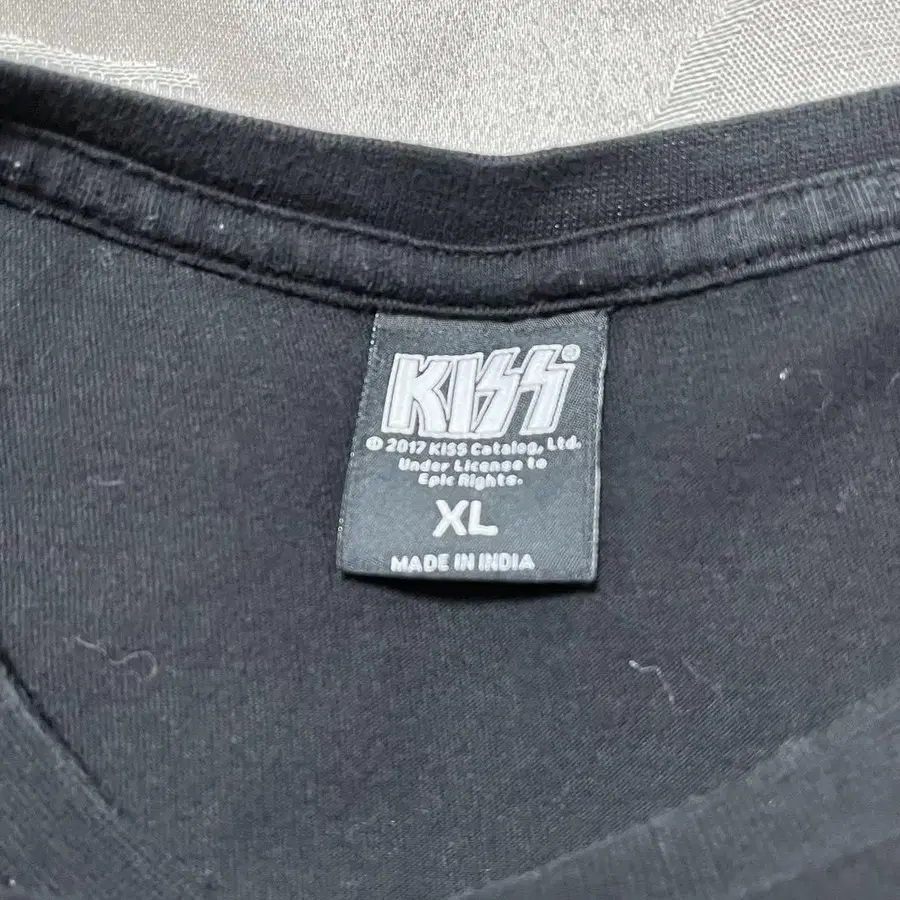 KISS®
© 2017 KISS Catalog, Ltd.
Under License to
Epic Rights.
XL
MADE IN INDIA